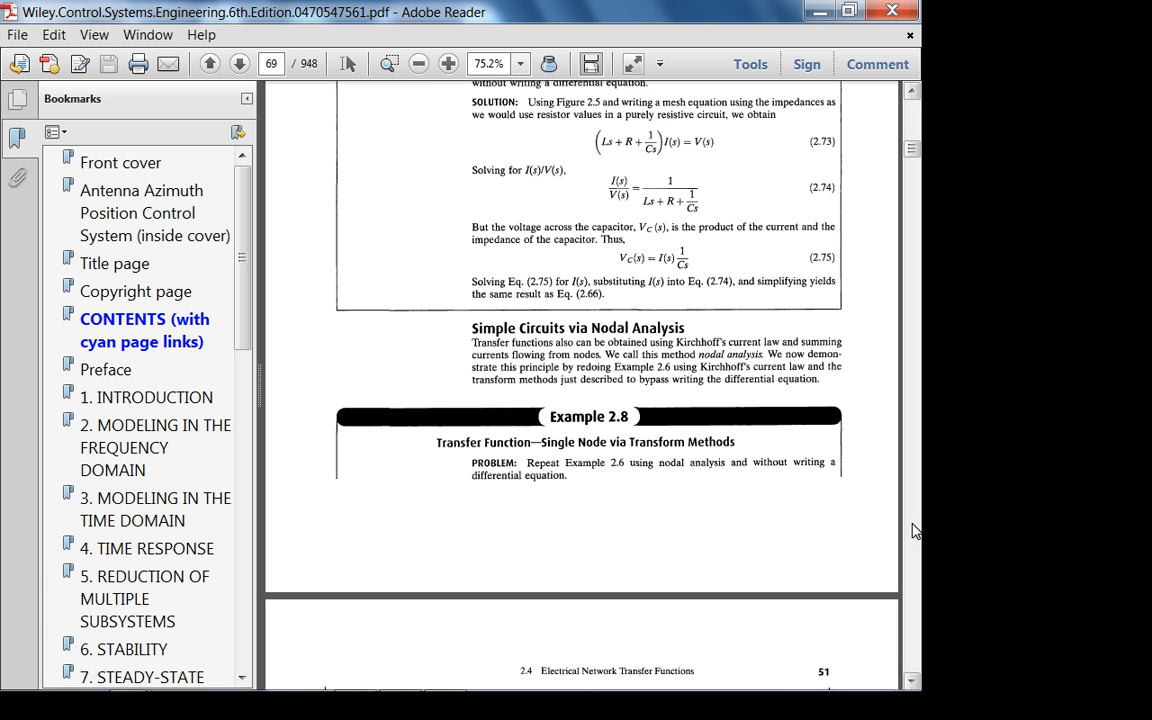 Wiley.Control.Systems.Engineering.6th.Edition.0470547561.pdf - Adobe Reader
File Edit View Window Help
69 / 948 75.2% Tools Sign Comment
Bookmarks
Front cover
Antenna Azimuth
Position Control
System (inside cover)
Title page
Copyright page
CONTENTS (with
cyan page links)
Preface
1. INTRODUCTION
2. MODELING IN THE
FREQUENCY
DOMAIN
3. MODELING IN THE
TIME DOMAIN
4. TIME RESPONSE
5. REDUCTION OF
MULTIPLE
SUBSYSTEMS
6. STABILITY
7. STEADY-STATE
without writing a differential equation.
SOLUTION: Using Figure 2.5 and writing a mesh equation using the impedances as
we would use resistor values in a purely resistive circuit, we obtain
(Ls + R + 1/Cs) I(s) = V(s) (2.73)
Solving for I(s)/V(s),
I(s)/V(s) = 1/(Ls + R + 1/Cs) (2.74)
But the voltage across the capacitor, V_C(s), is the product of the current and the
impedance of the capacitor. Thus,
V_C(s) = I(s) 1/Cs (2.75)
Solving Eq. (2.75) for I(s), substituting I(s) into Eq. (2.74), and simplifying yields
the same result as Eq. (2.66).
Simple Circuits via Nodal Analysis
Transfer functions also can be obtained using Kirchhoff's current law and summing
currents flowing from nodes. We call this method nodal analysis. We now demon-
strate this principle by redoing Example 2.6 using Kirchhoff's current law and the
transform methods just described to bypass writing the differential equation.
Example 2.8
Transfer Function—Single Node via Transform Methods
PROBLEM: Repeat Example 2.6 using nodal analysis and without writing a
differential equation.
2.4 Electrical Network Transfer Functions 51